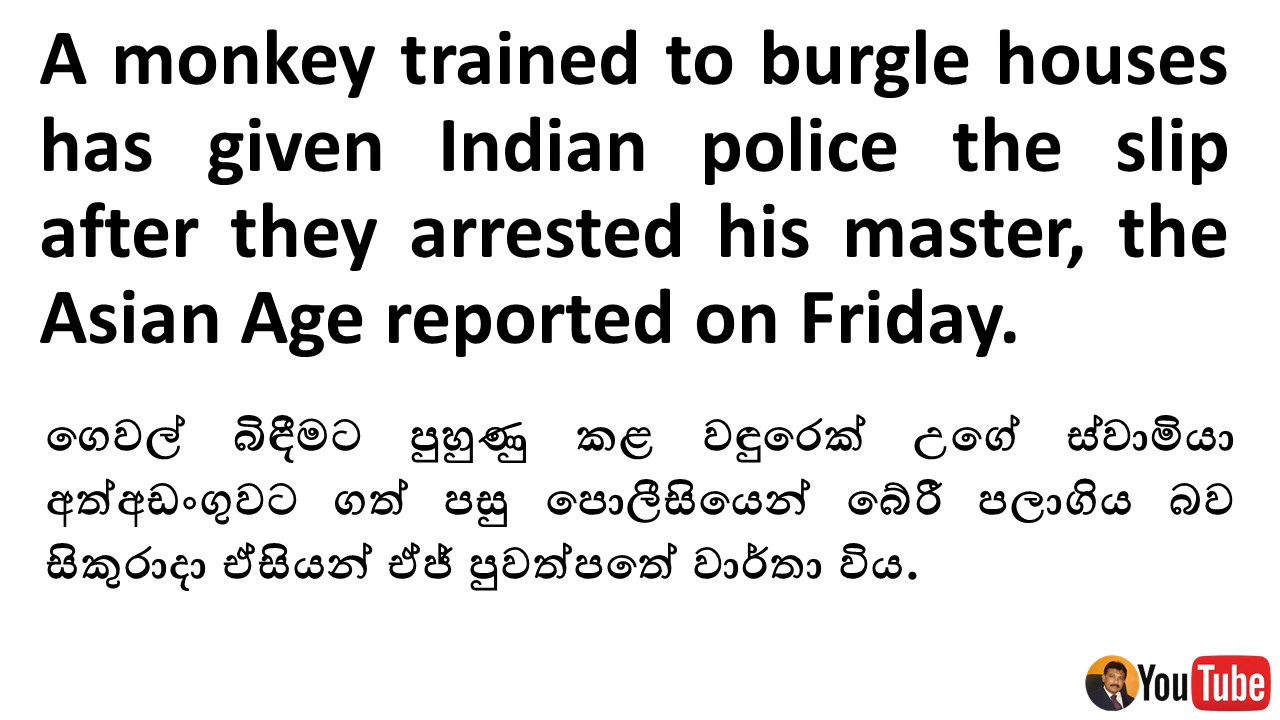 A monkey trained to burgle houses
has given Indian police the slip
after they arrested his master, the
Asian Age reported on Friday.
ගෙවල් බිඳීමට පුහුණු කළ වඳුරෙක් උගේ ස්වාමියා
අත්අඩංගුවට ගත් පසු පොලීසියෙන් බේරී පලාගිය බව
සිකුරාදා ඒසියන් ඒජ් පුවත්පතේ වාර්තා විය.
YouTube